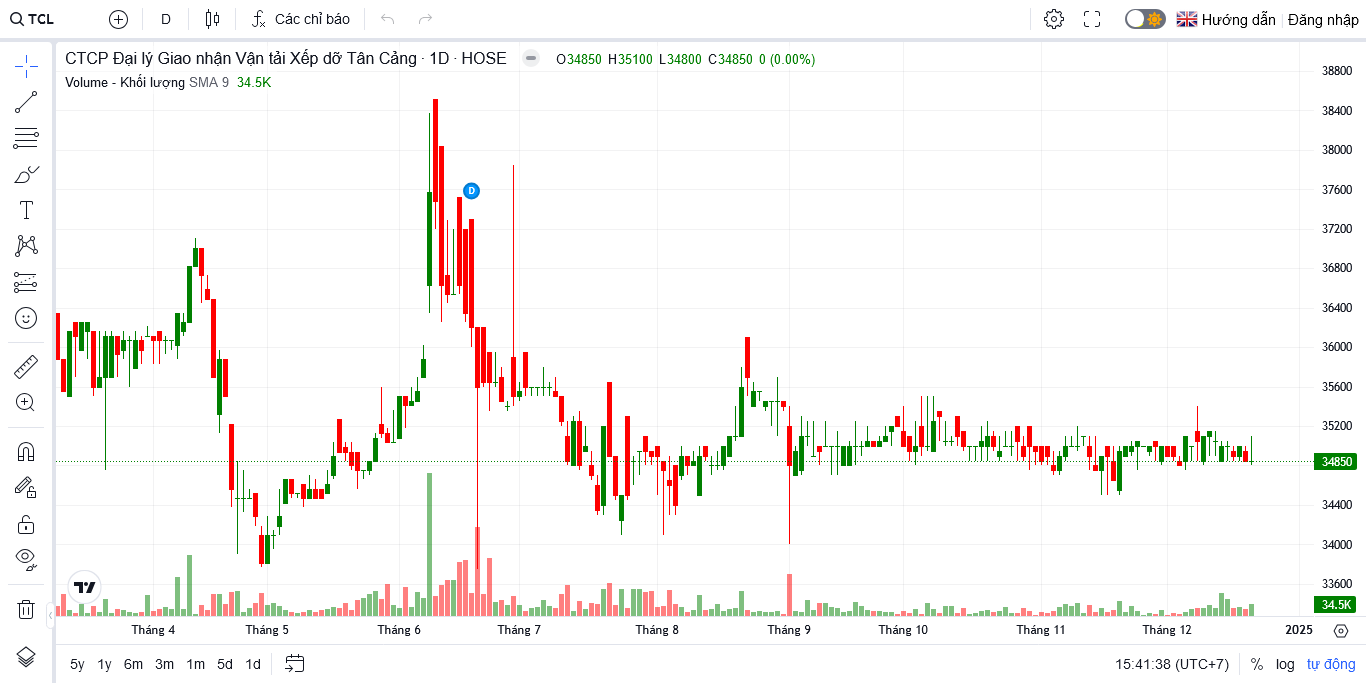 TCL D Các chỉ báo Hướng dẫn Đăng nhập
CTCP Đại lý Giao nhận Vận tải Xếp dỡ Tân Cảng · 1D · HOSE O34850 H35100 L34800 C34850 0 (0.00%)
Volume - Khối lượng SMA 9 34.5K
D
38800
38400
38000
37600
37200
36800
36400
36000
35600
35200
34850
34400
34000
33600
34.5K
Tháng 4 Tháng 5 Tháng 6 Tháng 7 Tháng 8 Tháng 9 Tháng 10 Tháng 11 Tháng 12 2025
5y 1y 6m 3m 1m 5d 1d 15:41:38 (UTC+7) % log tự động